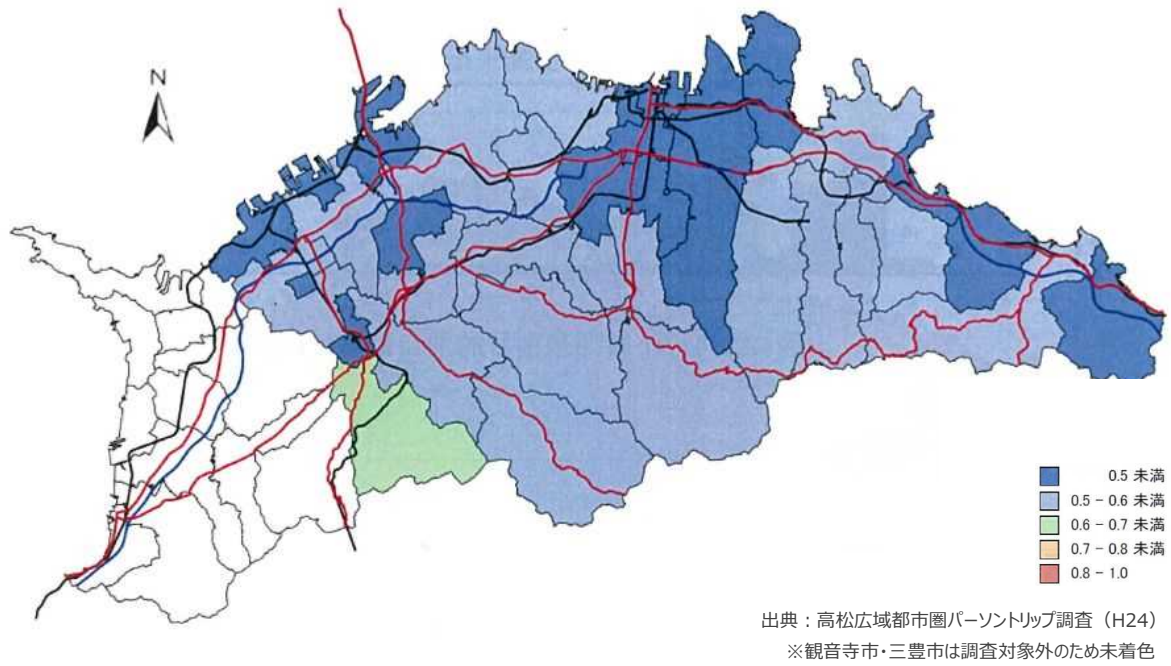 N
0.5 未満
0.5 - 0.6 未満
0.6 - 0.7 未満
0.7 - 0.8 未満
0.8 - 1.0
出典：高松広域都市圏パーソントリップ調査（H24）
※観音寺市・三豊市は調査対象外のため未着色